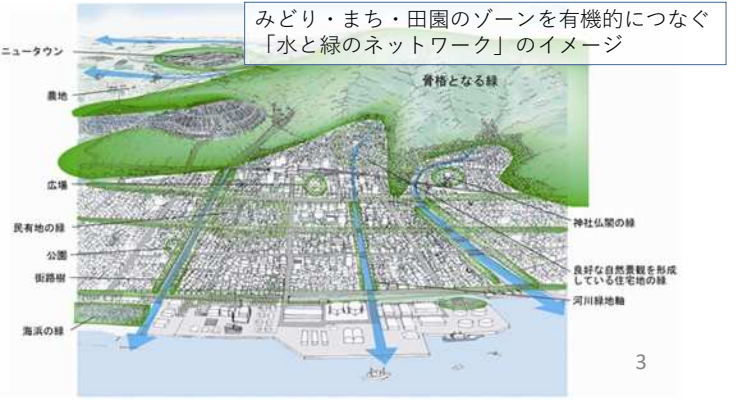 みどり・まち・田園のゾーンを有機的につなぐ
「水と緑のネットワーク」のイメージ
ニュータウン
農地
骨格となる緑
広場
民有地の緑
公園
街路樹
海浜の緑
神社仏閣の緑
良好な自然景観を形成
している住宅地の緑
河川緑地軸
3